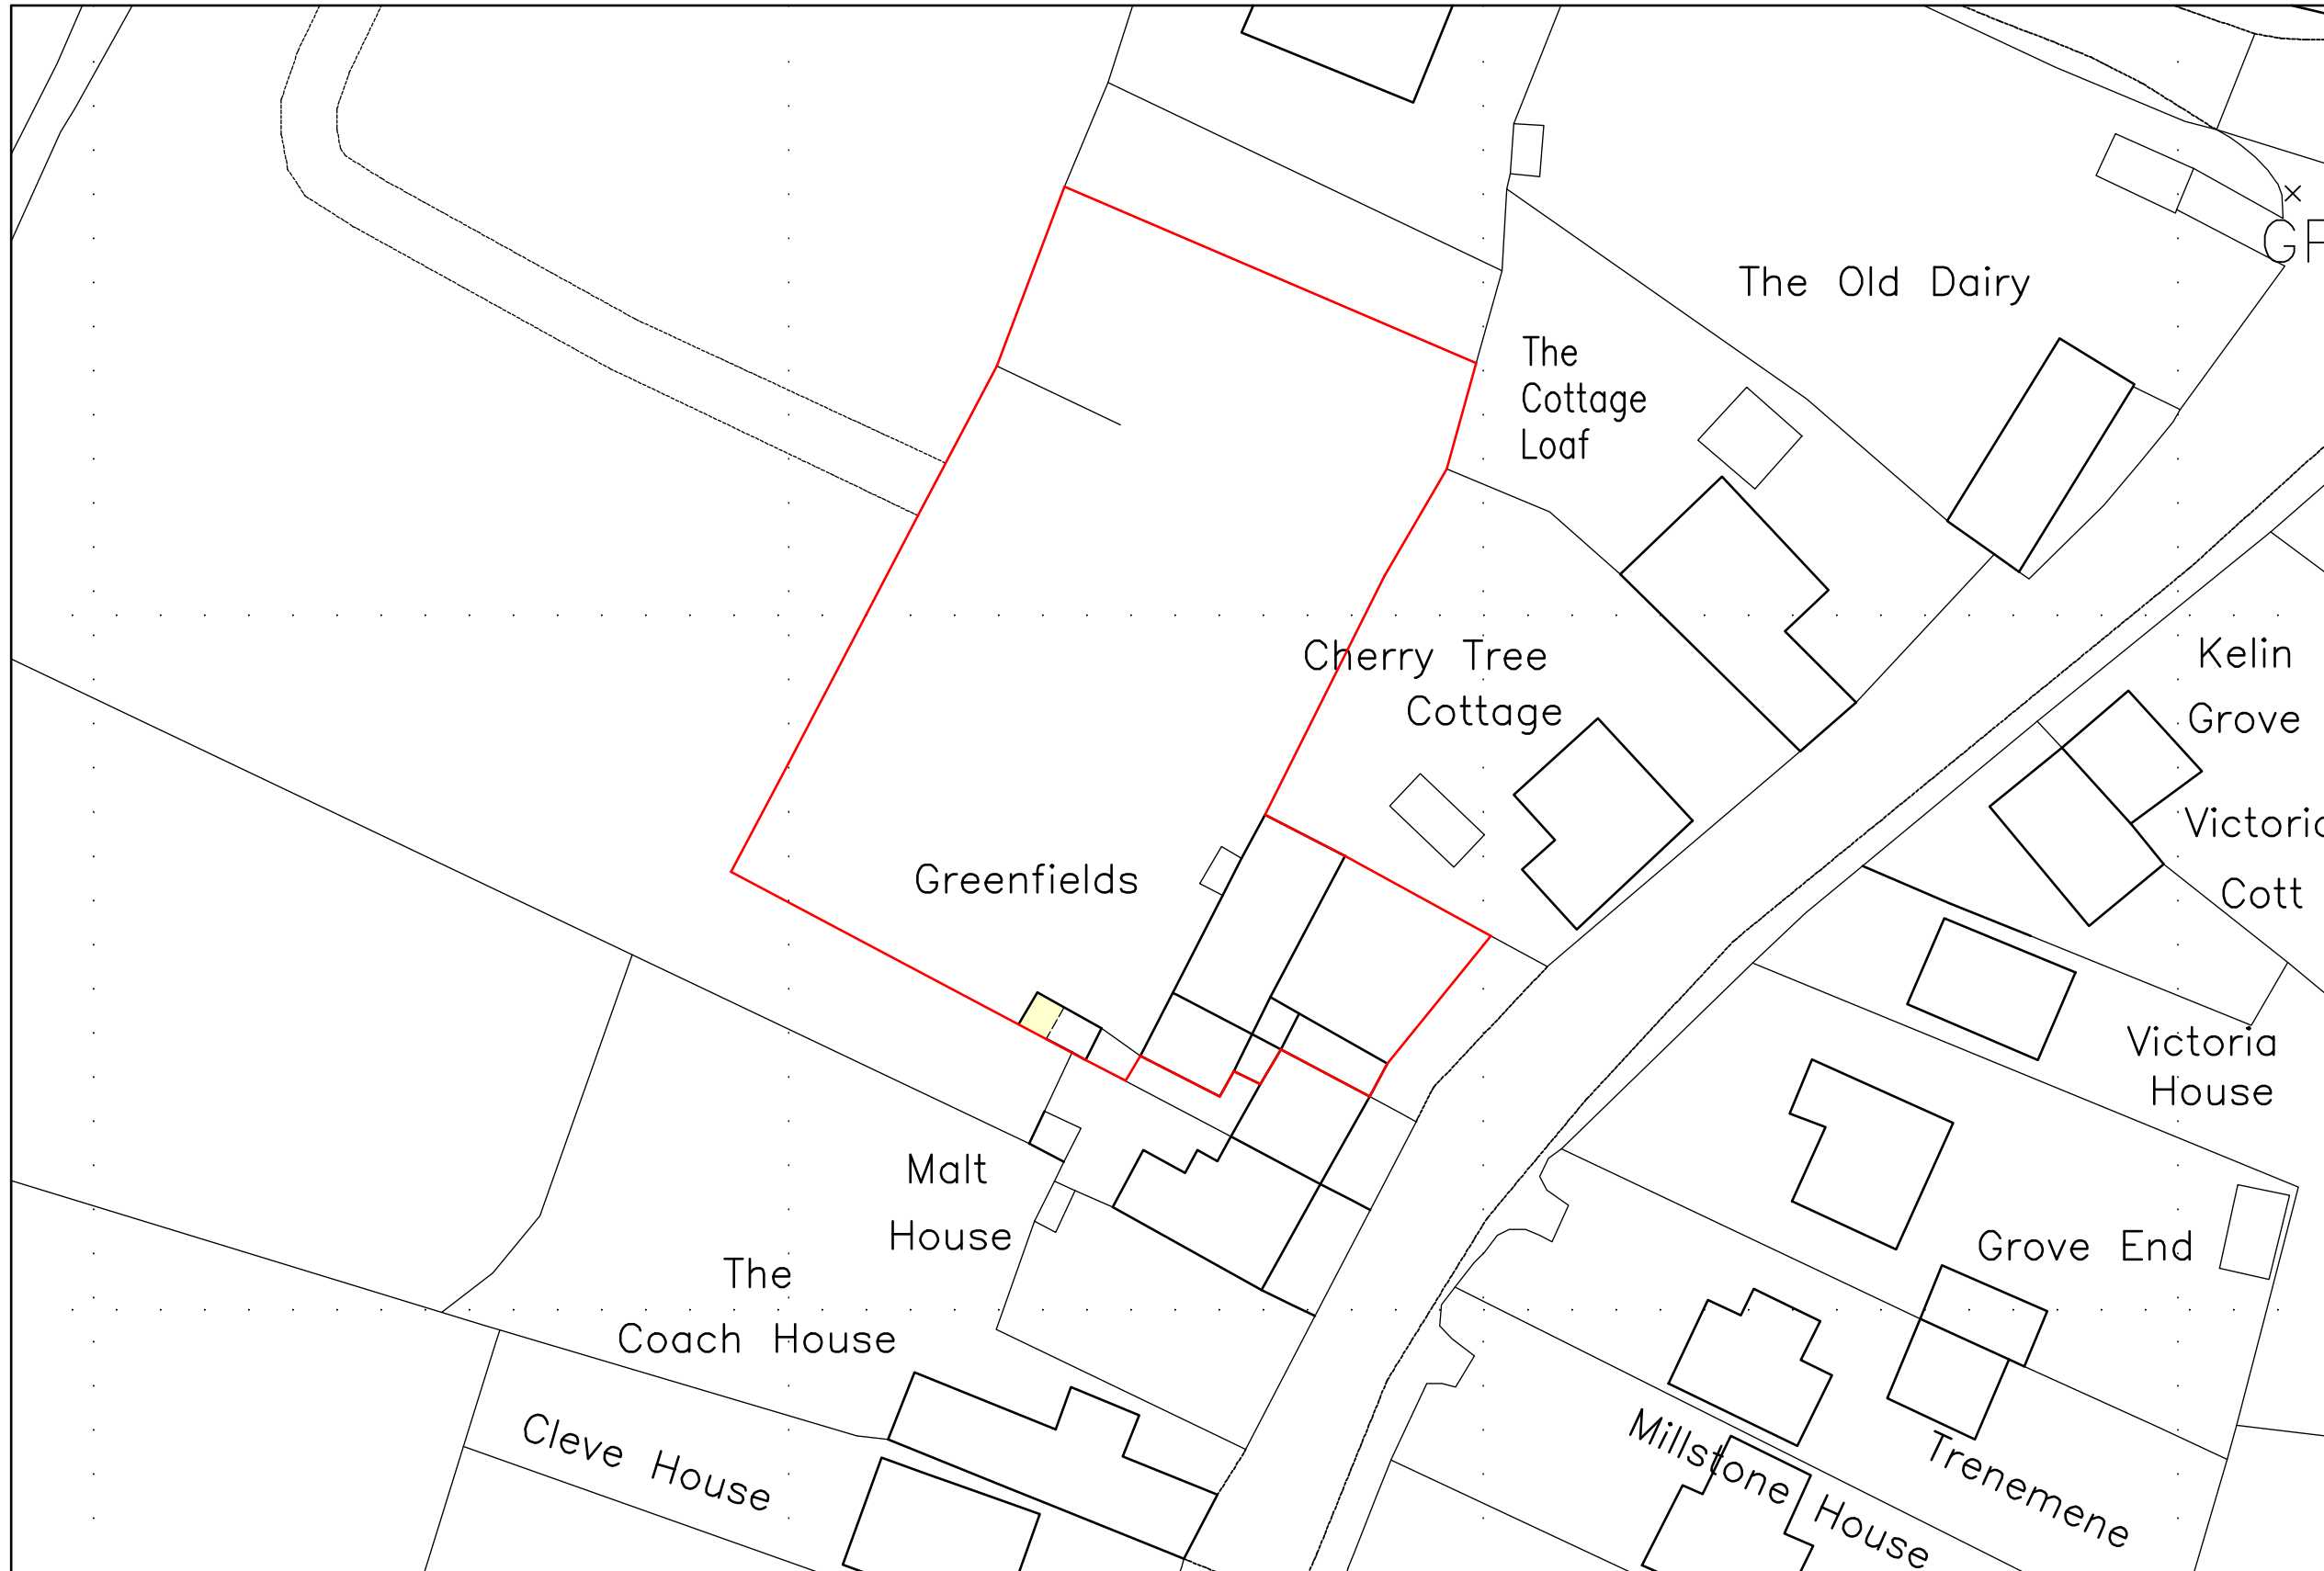 GF
The Old Dairy
The
Cottage
Loaf
Cherry Tree
Cottage
Kelin
Grove
Victoria
Cott
Greenfields
Victoria
House
Malt
House
Grove End
The
Coach House
Cleve House
Millstone House
Trenemene